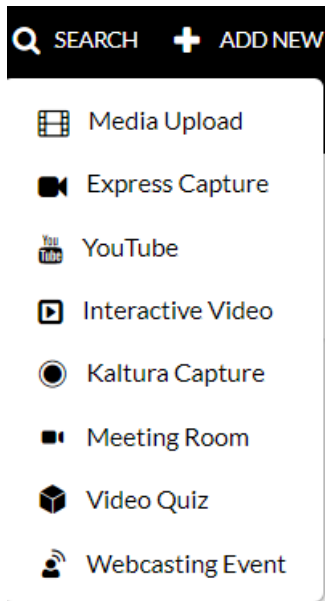 SEARCH ADD NEW
Media Upload
Express Capture
You Tube YouTube
Interactive Video
Kaltura Capture
Meeting Room
Video Quiz
Webcasting Event